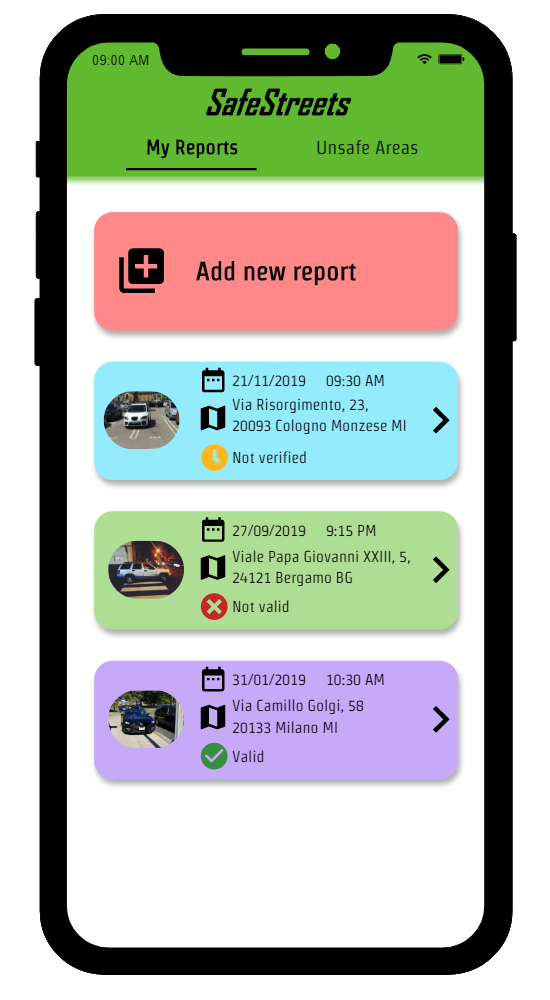 09:00 AM
SafeStreets
My Reports Unsafe Areas
Add new report
21/11/2019 09:30 AM
Via Risorgimento, 23,
20093 Cologno Monzese MI
Not verified
27/09/2019 9:15 PM
Viale Papa Giovanni XXIII, 5,
24121 Bergamo BG
Not valid
31/01/2019 10:30 AM
Via Camillo Golgi, 58
20133 Milano MI
Valid